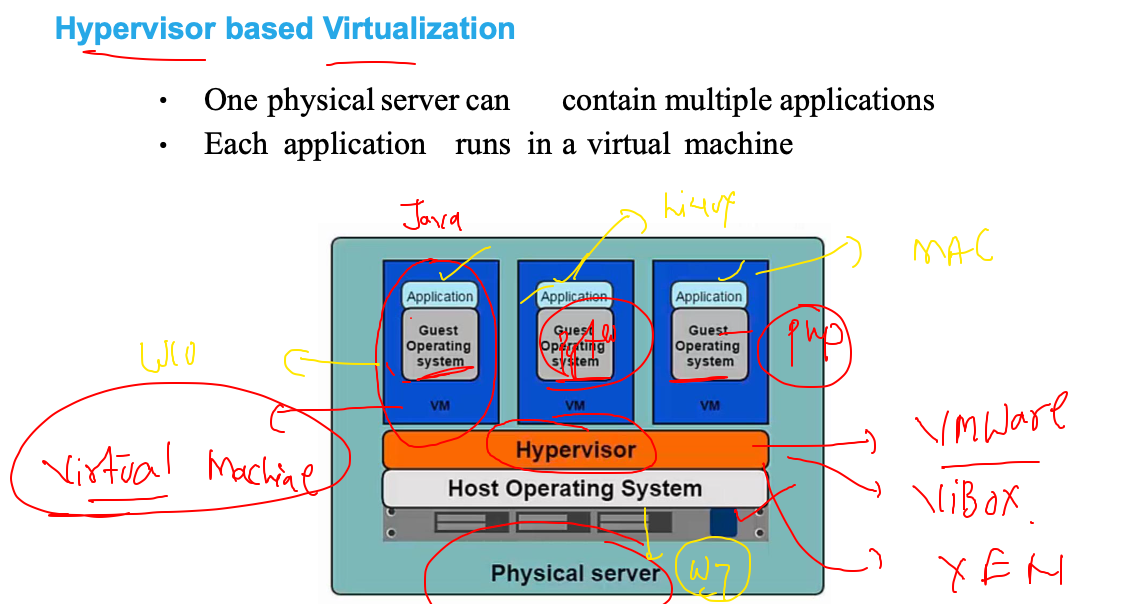 Hypervisor based Virtualization
• One physical server can contain multiple applications
• Each application runs in a virtual machine
Java
Linux
MAC
Application Application Application
Guest Operating system
Guest Operating system
Guest Operating system
PHP
W10
VM VM VM
VMWare
Virtual Machine
Hypervisor
Host Operating System
ViBOX
Physical server
W7
XEN